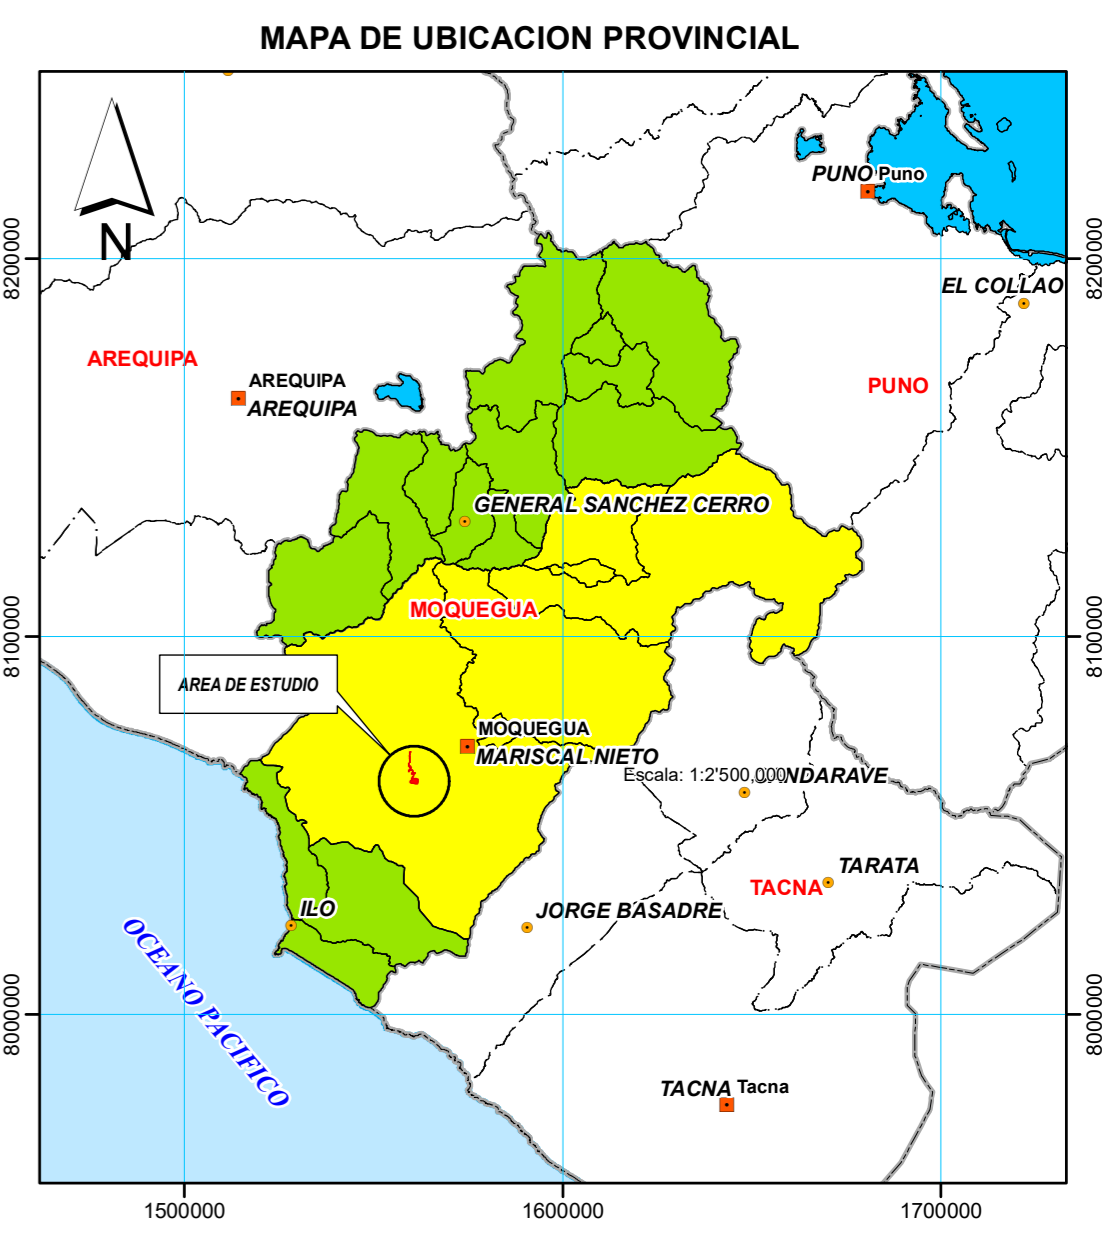 MAPA DE UBICACION PROVINCIAL
N
PUNO Puno
8200000
8200000
EL COLLAO
AREQUIPA
AREQUIPA
AREQUIPA
PUNO
GENERAL SANCHEZ CERRO
MOQUEGUA
8100000
8100000
AREA DE ESTUDIO
MOQUEGUA
MARISCAL NIETO
Escala: 1:2'500,000
NDARAVE
TARATA
TACNA
ILO
JORGE BASADRE
OCEANO PACIFICO
8000000
8000000
TACNA Tacna
1500000
1600000
1700000